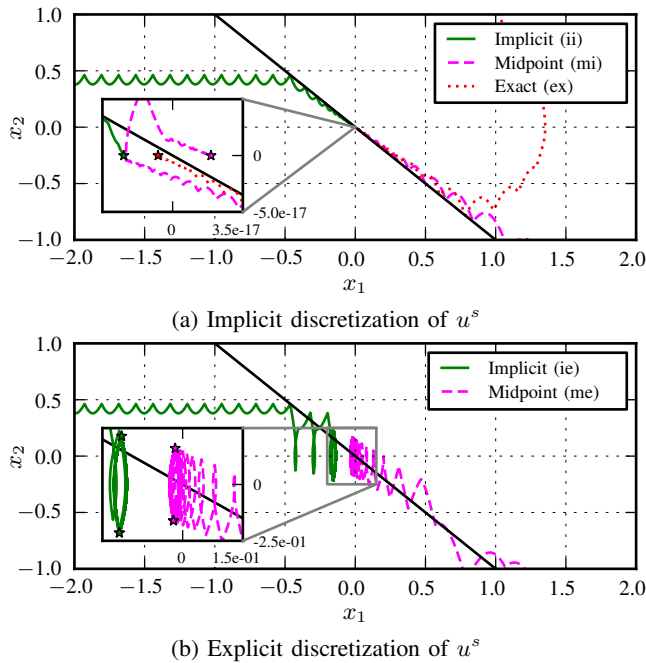 1.0
0.5
0.0
−0.5
−1.0
x₂
Implicit (ii)
Midpoint (mi)
Exact (ex)
0
-5.0e-17
0
3.5e-17
−2.0 −1.5 −1.0 −0.5 0.0 0.5 1.0 1.5 2.0
x₁
(a) Implicit discretization of uˢ
1.0
0.5
0.0
−0.5
−1.0
x₂
Implicit (ie)
Midpoint (me)
0
-2.5e-01
0
1.5e-01
−2.0 −1.5 −1.0 −0.5 0.0 0.5 1.0 1.5 2.0
x₁
(b) Explicit discretization of uˢ